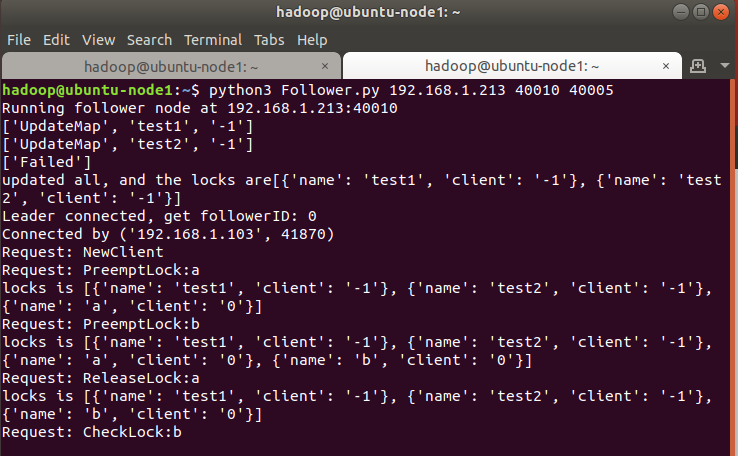 hadoop@ubuntu-node1: ~
File Edit View Search Terminal Tabs Help
hadoop@ubuntu-node1: ~ × hadoop@ubuntu-node1: ~ ×
hadoop@ubuntu-node1:~$ python3 Follower.py 192.168.1.213 40010 40005
Running follower node at 192.168.1.213:40010
['UpdateMap', 'test1', '-1']
['UpdateMap', 'test2', '-1']
['Failed']
updated all, and the locks are[{'name': 'test1', 'client': '-1'}, {'name': 'test
2', 'client': '-1'}]
Leader connected, get followerID: 0
Connected by ('192.168.1.103', 41870)
Request: NewClient
Request: PreemptLock:a
locks is [{'name': 'test1', 'client': '-1'}, {'name': 'test2', 'client': '-1'},
{'name': 'a', 'client': '0'}]
Request: PreemptLock:b
locks is [{'name': 'test1', 'client': '-1'}, {'name': 'test2', 'client': '-1'},
{'name': 'a', 'client': '0'}, {'name': 'b', 'client': '0'}]
Request: ReleaseLock:a
locks is [{'name': 'test1', 'client': '-1'}, {'name': 'test2', 'client': '-1'},
{'name': 'b', 'client': '0'}]
Request: CheckLock:b